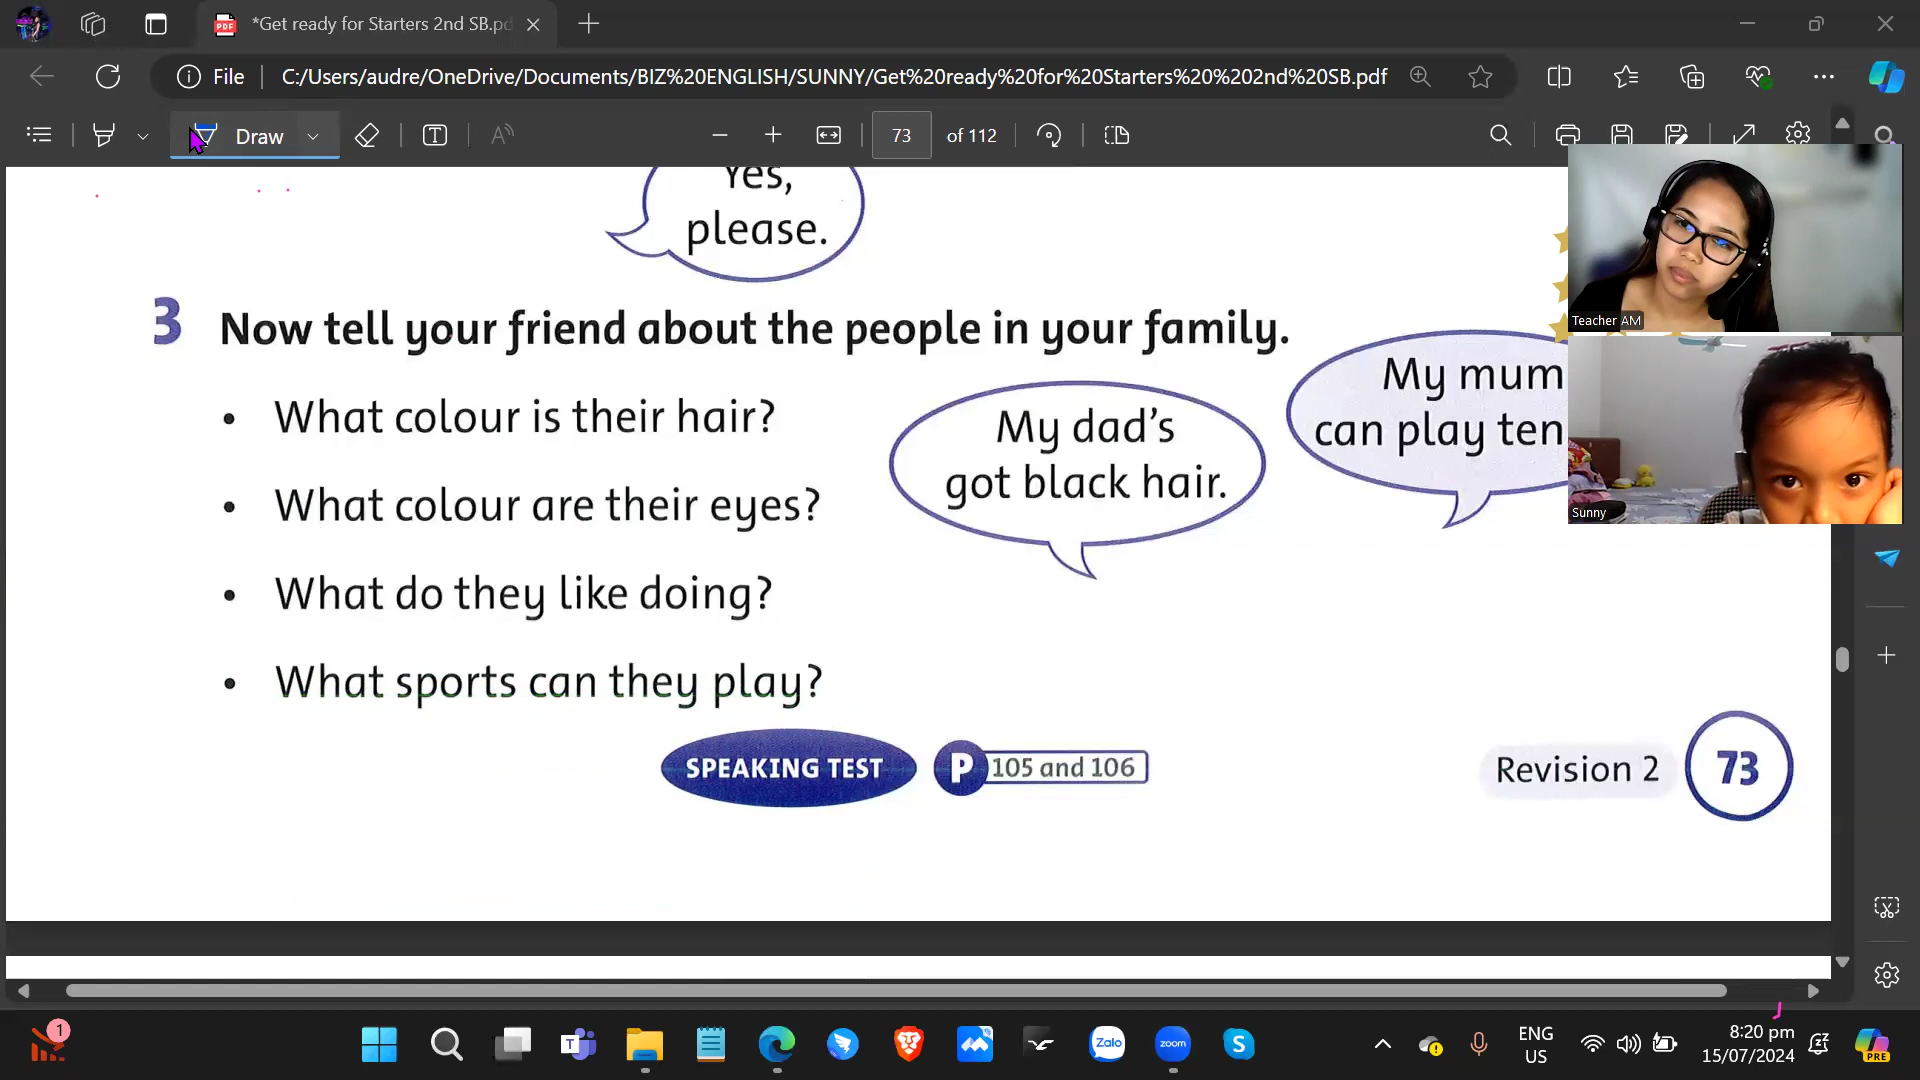 *Get ready for Starters 2nd SB.pd
File
C:/Users/audre/OneDrive/Documents/BIZ%20ENGLISH/SUNNY/Get%20ready%20for%20Starters%20%202nd%20SB.pdf
Draw
73 of 112
Yes,
please.
3 Now tell your friend about the people in your family.
• What colour is their hair?
• What colour are their eyes?
• What do they like doing?
• What sports can they play?
My dad's
got black hair.
My mum
can play ten
Teacher AM
Sunny
SPEAKING TEST
P 105 and 106
Revision 2
73
1
Zalo
zoom
ENG
US
8:20 pm
15/07/2024
PRE